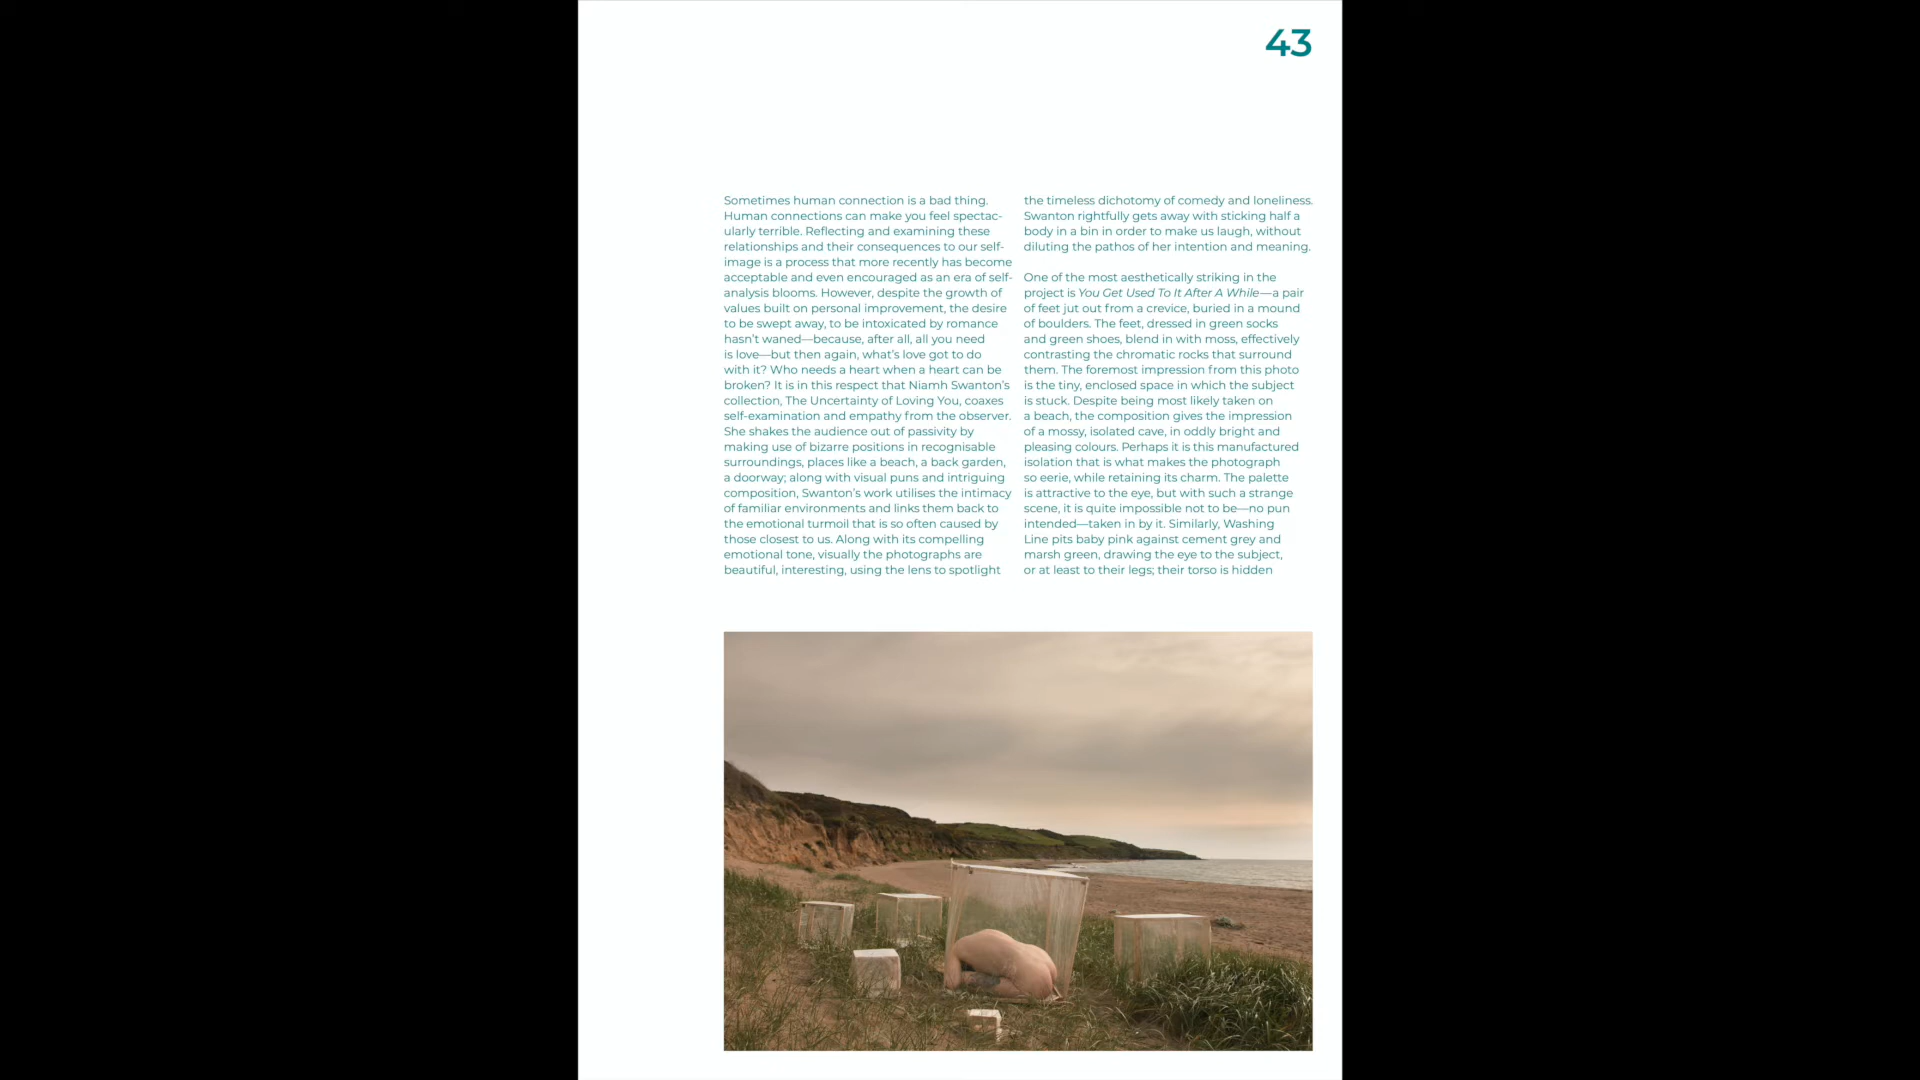 43
Sometimes human connection is a bad thing.
Human connections can make you feel spectac-
ularly terrible. Reflecting and examining these
relationships and their consequences to our self-
image is a process that more recently has become
acceptable and even encouraged as an era of self-
analysis blooms. However, despite the growth of
values built on personal improvement, the desire
to be swept away, to be intoxicated by romance
hasn’t waned—because, after all, all you need
is love—but then again, what’s love got to do
with it? Who needs a heart when a heart can be
broken? It is in this respect that Niamh Swanton’s
collection, The Uncertainty of Loving You, coaxes
self-examination and empathy from the observer.
She shakes the audience out of passivity by
making use of bizarre positions in recognisable
surroundings, places like a beach, a back garden,
a doorway; along with visual puns and intriguing
composition, Swanton’s work utilises the intimacy
of familiar environments and links them back to
the emotional turmoil that is so often caused by
those closest to us. Along with its compelling
emotional tone, visually the photographs are
beautiful, interesting, using the lens to spotlight
the timeless dichotomy of comedy and loneliness.
Swanton rightfully gets away with sticking half a
body in a bin in order to make us laugh, without
diluting the pathos of her intention and meaning.
One of the most aesthetically striking in the
project is You Get Used To It After A While—a pair
of feet jut out from a crevice, buried in a mound
of boulders. The feet, dressed in green socks
and green shoes, blend in with moss, effectively
contrasting the chromatic rocks that surround
them. The foremost impression from this photo
is the tiny, enclosed space in which the subject
is stuck. Despite being most likely taken on
a beach, the composition gives the impression
of a mossy, isolated cave, in oddly bright and
pleasing colours. Perhaps it is this manufactured
isolation that is what makes the photograph
so eerie, while retaining its charm. The palette
is attractive to the eye, but with such a strange
scene, it is quite impossible not to be—no pun
intended—taken in by it. Similarly, Washing
Line pits baby pink against cement grey and
marsh green, drawing the eye to the subject,
or at least to their legs; their torso is hidden